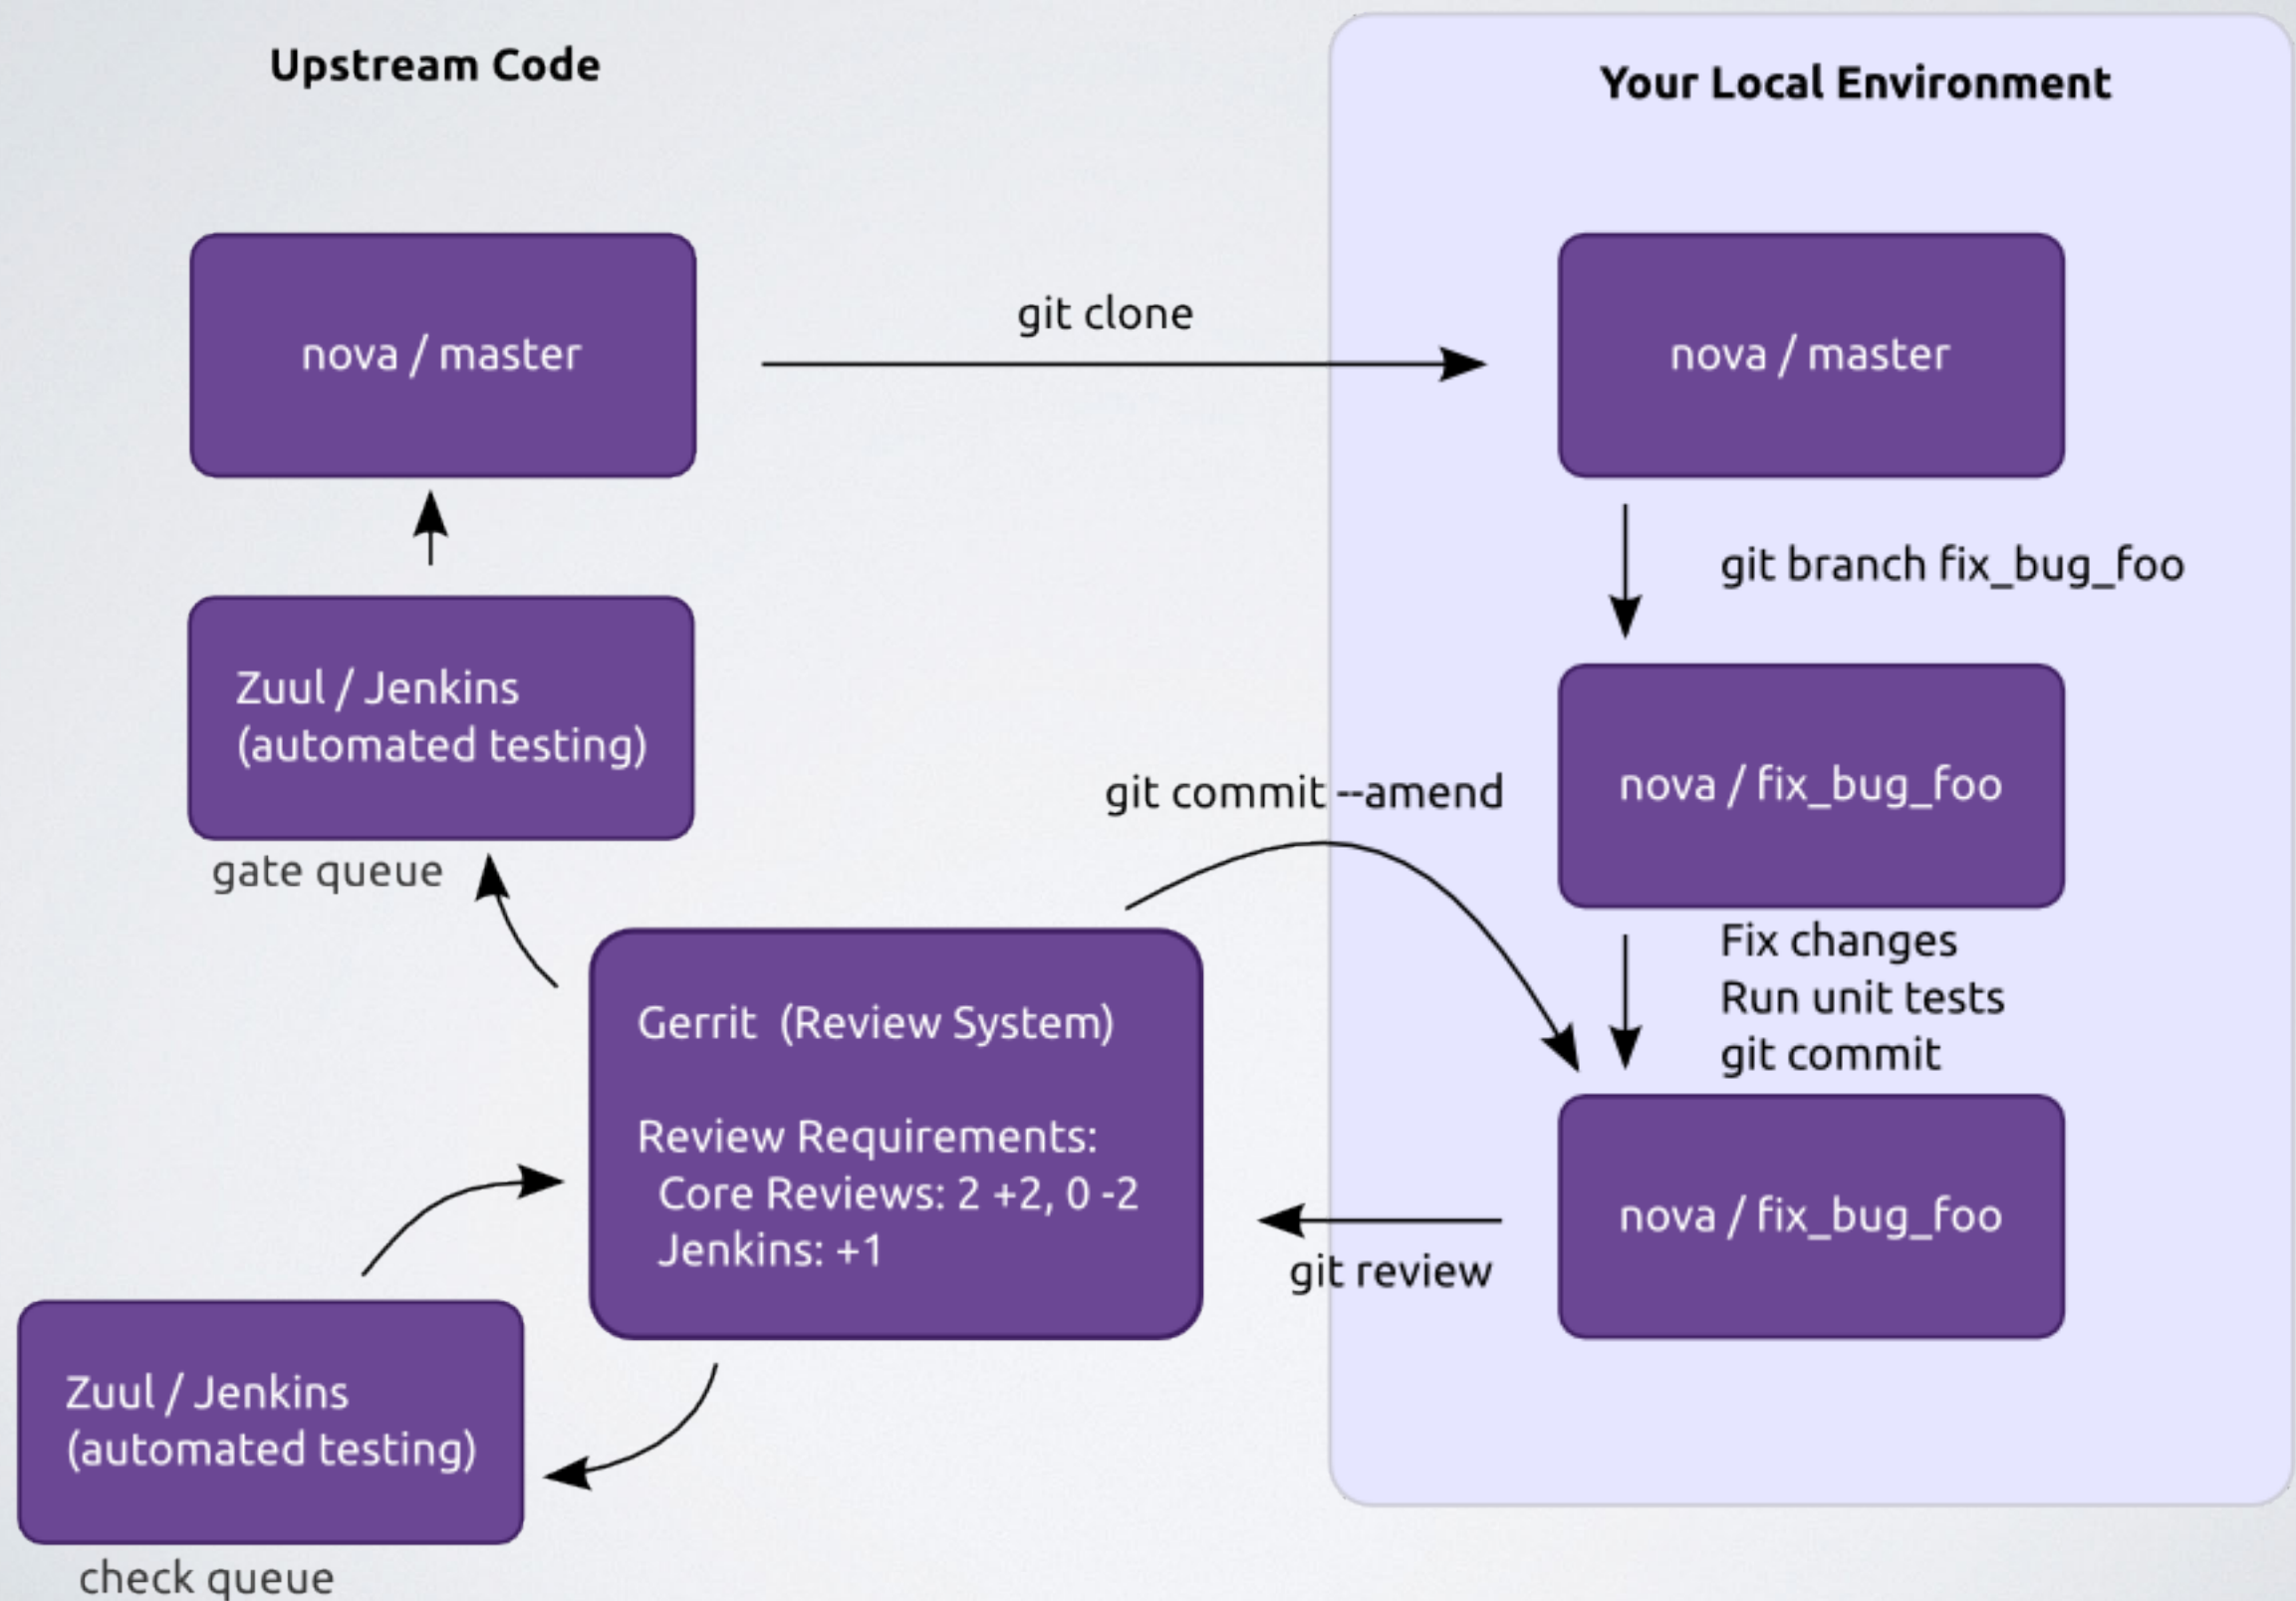 Upstream Code
Your Local Environment
nova / master
git clone
nova / master
git branch fix_bug_foo
Zuul / Jenkins
(automated testing)
gate queue
git commit --amend
nova / fix_bug_foo
Fix changes
Run unit tests
git commit
Gerrit (Review System)
Review Requirements:
Core Reviews: 2 +2, 0 -2
Jenkins: +1
git review
nova / fix_bug_foo
Zuul / Jenkins
(automated testing)
check queue